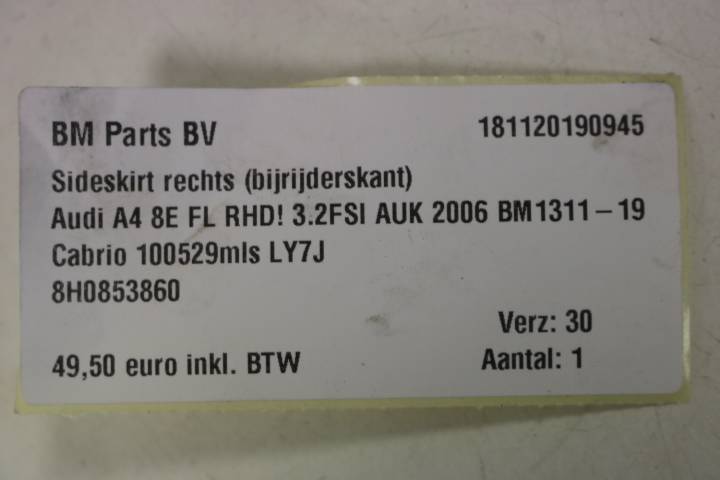 BM Parts BV 181120190945
Sideskirt rechts (bijrijderskant)
Audi A4 8E FL RHD! 3.2FSI AUK 2006 BM1311-19
Cabrio 100529mls LY7J
8H0853860
Verz: 30
49,50 euro inkl. BTW Aantal: 1